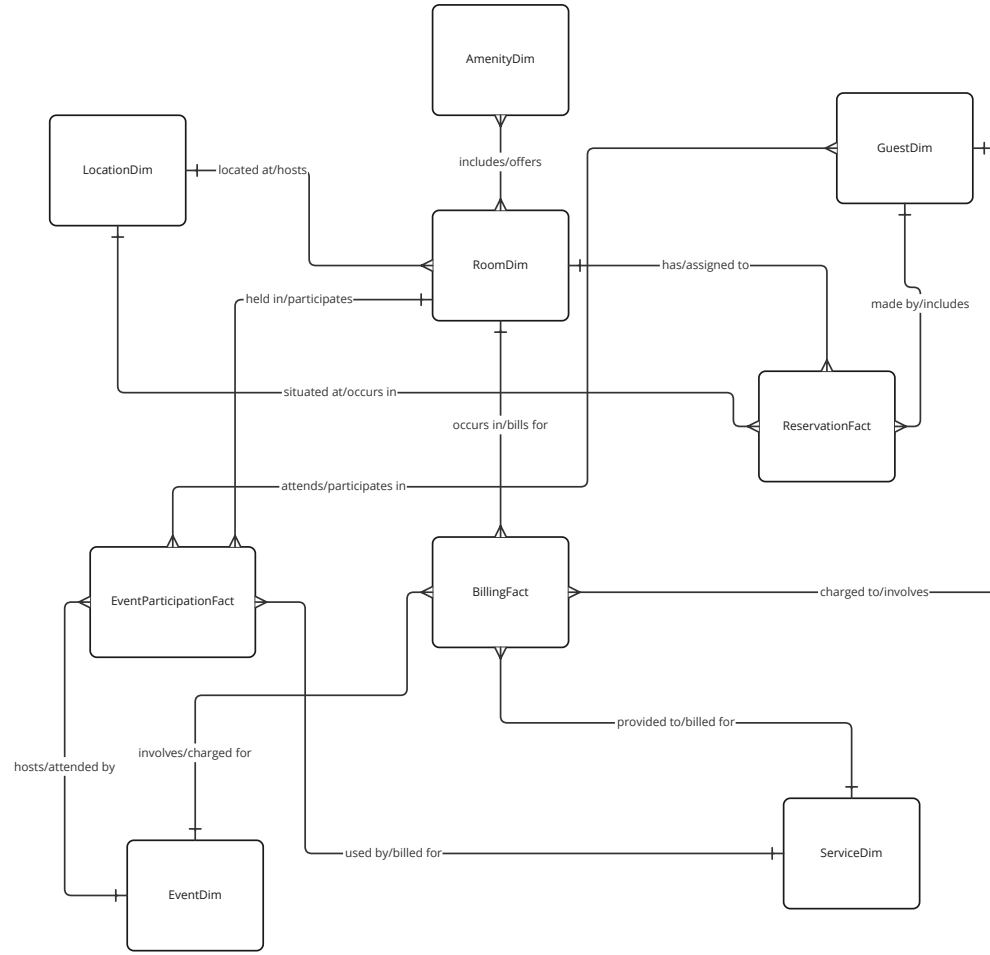 AmenityDim
GuestDim
LocationDim
located at/hosts
includes/offers
RoomDim
has/assigned to
held in/participates
made by/includes
situated at/occurs in
occurs in/bills for
ReservationFact
attends/participates in
EventParticipationFact
BillingFact
charged to/involves
provided to/billed for
involves/charged for
hosts/attended by
used by/billed for
ServiceDim
EventDim